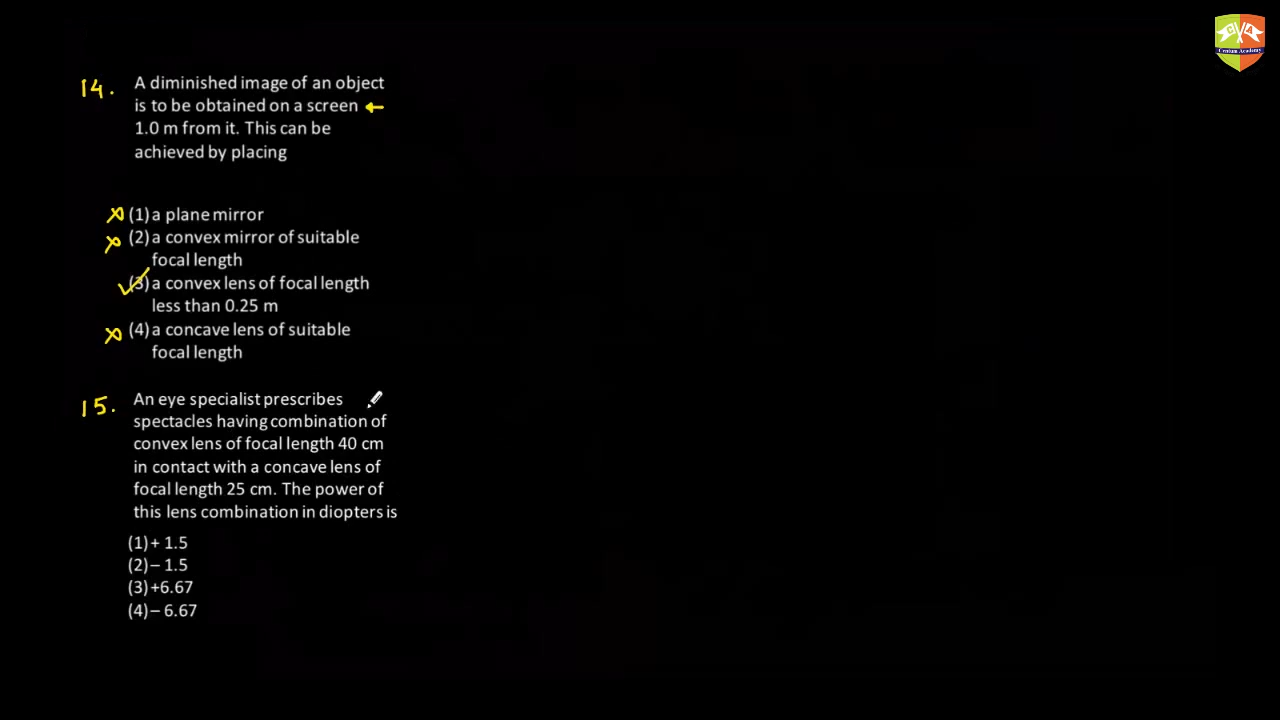 14. A diminished image of an object
is to be obtained on a screen
1.0 m from it. This can be
achieved by placing
(1) a plane mirror
(2) a convex mirror of suitable
focal length
(3) a convex lens of focal length
less than 0.25 m
(4) a concave lens of suitable
focal length
15. An eye specialist prescribes
spectacles having combination of
convex lens of focal length 40 cm
in contact with a concave lens of
focal length 25 cm. The power of
this lens combination in diopters is
(1) + 1.5
(2) – 1.5
(3) +6.67
(4) – 6.67
Centum Academy